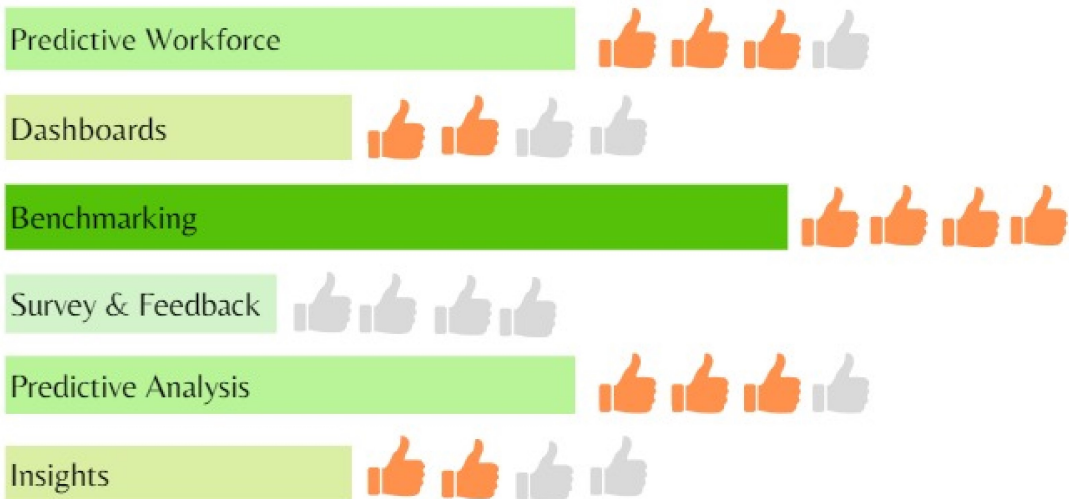 Predictive Workforce
Dashboards
Benchmarking
Survey & Feedback
Predictive Analysis
Insights